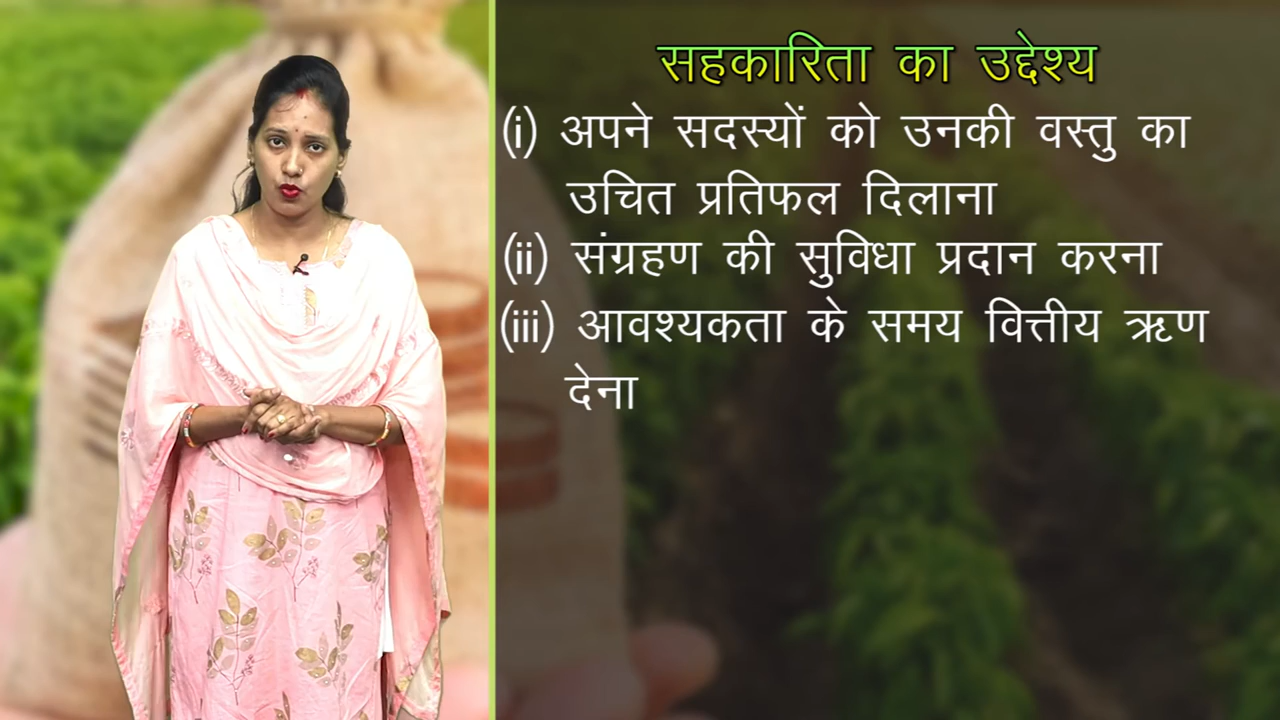 सहकारिता का उद्देश्य
(i) अपने सदस्यों को उनकी वस्तु का
उचित प्रतिफल दिलाना
(ii) संग्रहण की सुविधा प्रदान करना
(iii) आवश्यकता के समय वित्तीय ऋण
देना